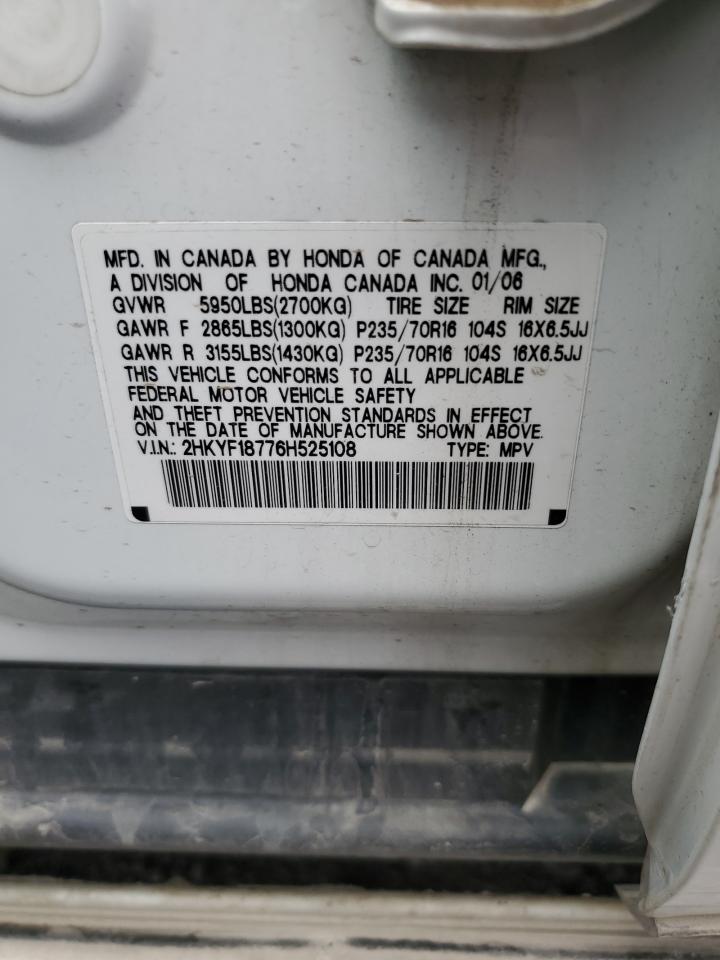 MFD. IN CANADA BY HONDA OF CANADA MFG.,
A DIVISION OF HONDA CANADA INC. 01/06
GVWR 5950LBS(2700KG) TIRE SIZE RIM SIZE
GAWR F 2865LBS(1300KG) P235/70R16 104S 16X6.5JJ
GAWR R 3155LBS(1430KG) P235/70R16 104S 16X6.5JJ
THIS VEHICLE CONFORMS TO ALL APPLICABLE
FEDERAL MOTOR VEHICLE SAFETY
AND THEFT PREVENTION STANDARDS IN EFFECT
ON THE DATE OF MANUFACTURE SHOWN ABOVE.
V.I.N.: 2HKYF18776H525108 TYPE: MPV